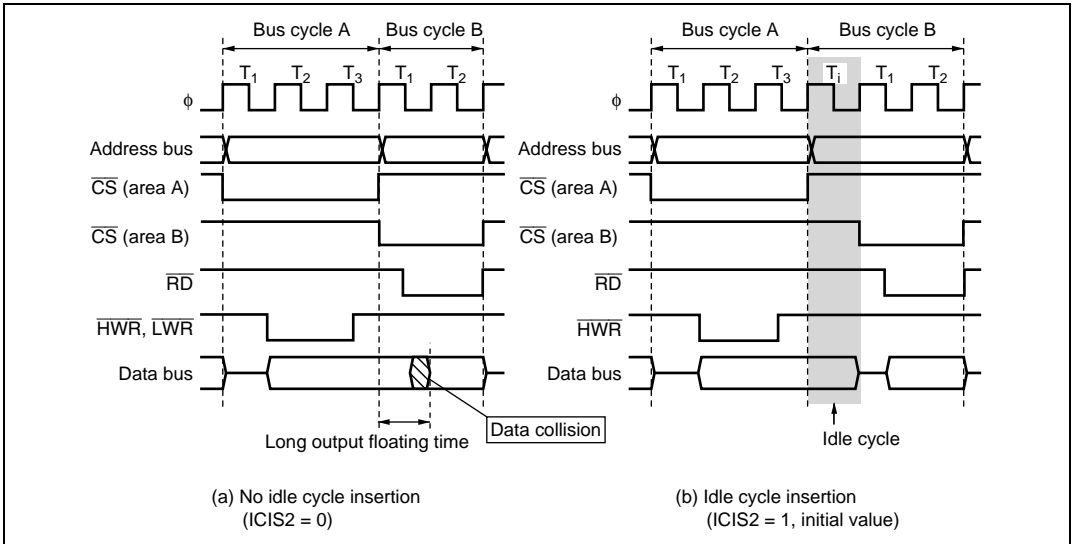 Bus cycle A
Bus cycle B
T1 T2 T3 T1 T2
φ
Address bus
CS (area A)
CS (area B)
RD
HWR, LWR
Data bus
Long output floating time
Data collision
(a) No idle cycle insertion
(ICIS2 = 0)
Bus cycle A
Bus cycle B
T1 T2 T3 Ti T1 T2
φ
Address bus
CS (area A)
CS (area B)
RD
HWR
Data bus
Idle cycle
(b) Idle cycle insertion
(ICIS2 = 1, initial value)